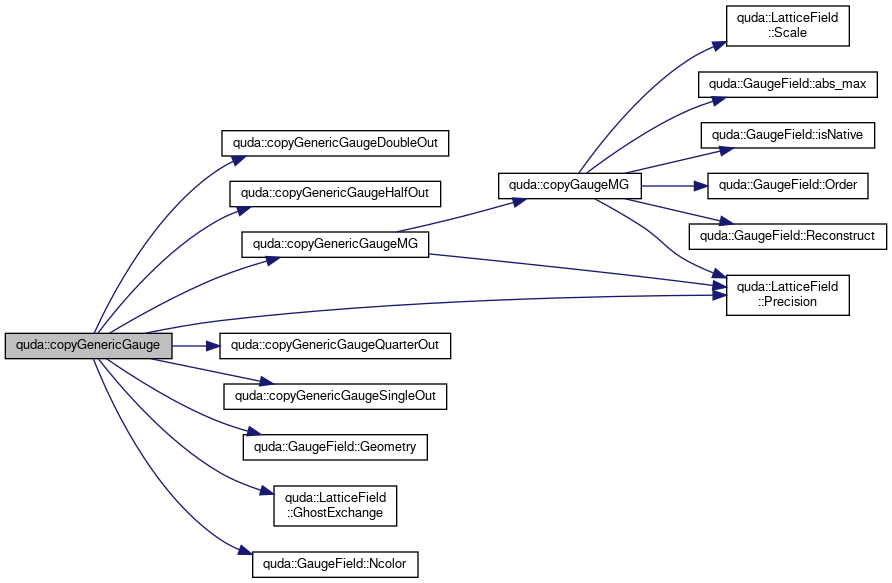 quda::LatticeField
::Scale
quda::GaugeField::abs_max
quda::GaugeField::isNative
quda::copyGenericGaugeDoubleOut
quda::copyGenericGaugeHalfOut
quda::copyGaugeMG
quda::GaugeField::Order
quda::copyGenericGaugeMG
quda::GaugeField::Reconstruct
quda::LatticeField
::Precision
quda::copyGenericGauge
quda::copyGenericGaugeQuarterOut
quda::copyGenericGaugeSingleOut
quda::GaugeField::Geometry
quda::LatticeField
::GhostExchange
quda::GaugeField::Ncolor